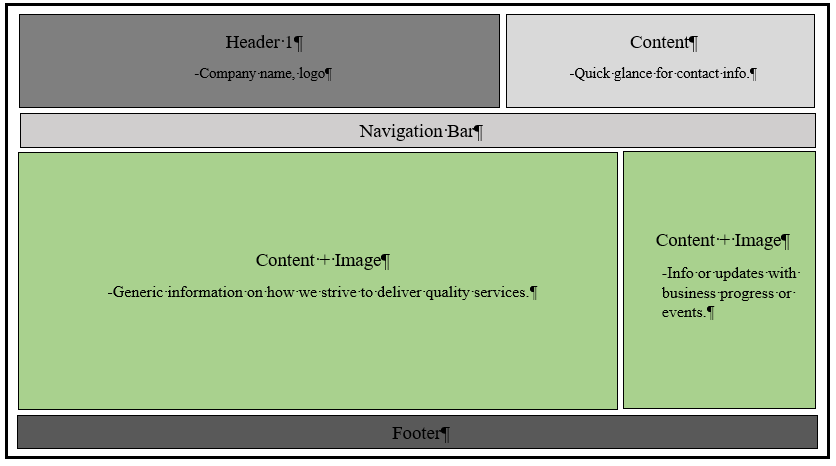 Header·1¶
-Company·name,·logo¶
Content¶
-Quick·glance·for·contact·info.¶
Navigation·Bar¶
Content·+·Image¶
-Generic·information·on·how·we·strive·to·deliver·quality·services.¶
Content·+·Image¶
-Info·or·updates·with·
business·progress·or·
events.¶
Footer¶